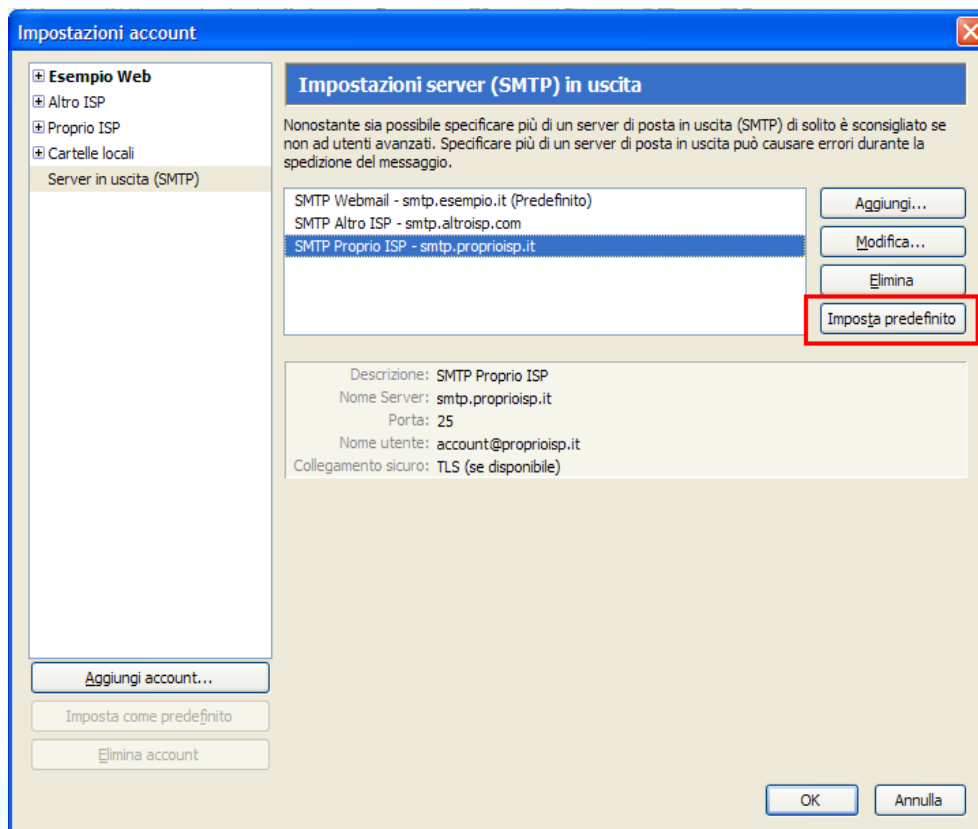 Impostazioni account
Esempio Web
Altro ISP
Proprio ISP
Cartelle locali
Server in uscita (SMTP)
Aggiungi account...
Imposta come predefinito
Elimina account
Impostazioni server (SMTP) in uscita
Nonostante sia possibile specificare più di un server di posta in uscita (SMTP) di solito è sconsigliato se
non ad utenti avanzati. Specificare più di un server di posta in uscita può causare errori durante la
spedizione del messaggio.
SMTP Webmail - smtp.esempio.it (Predefinito)
SMTP Altro ISP - smtp.altroisp.com
SMTP Proprio ISP - smtp.proprioisp.it
Aggiungi...
Modifica...
Elimina
Imposta predefinito
Descrizione: SMTP Proprio ISP
Nome Server: smtp.proprioisp.it
Porta: 25
Nome utente: account@proprioisp.it
Collegamento sicuro: TLS (se disponibile)
OK
Annulla